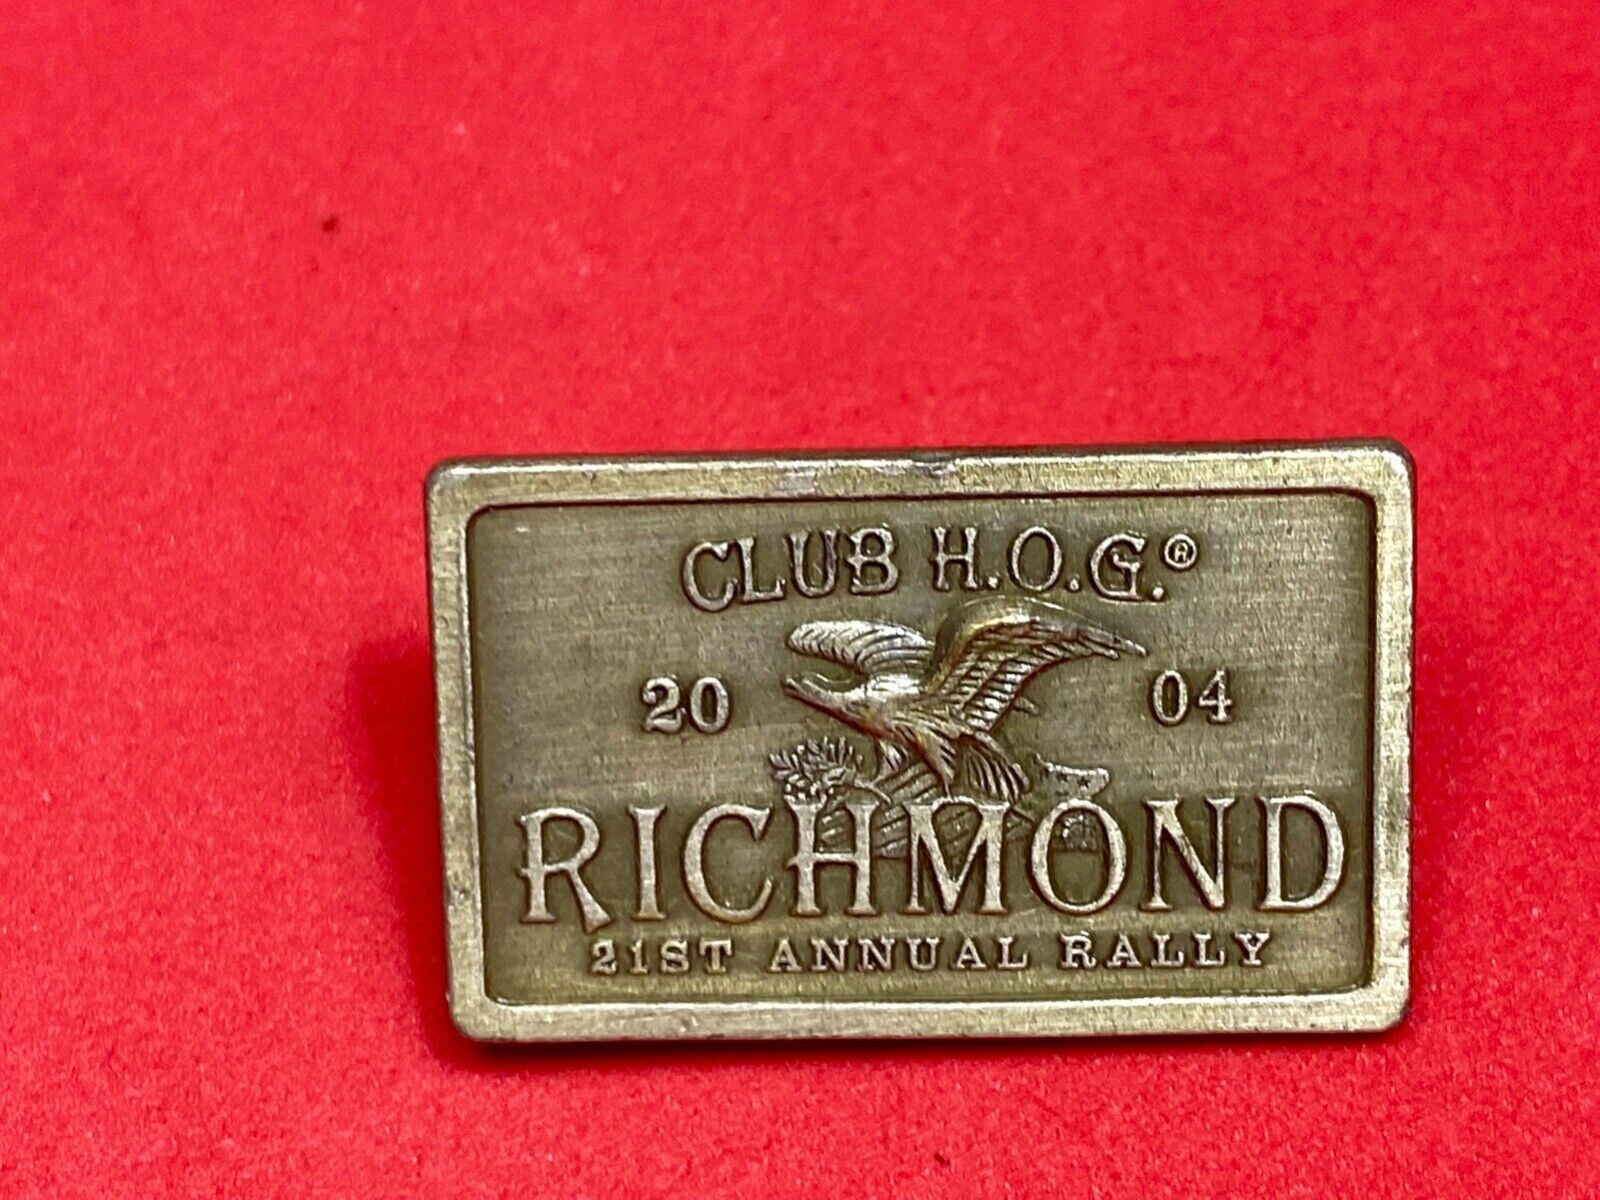 CLUB H.O.G.®
20 04
RICHMOND
21ST ANNUAL RALLY